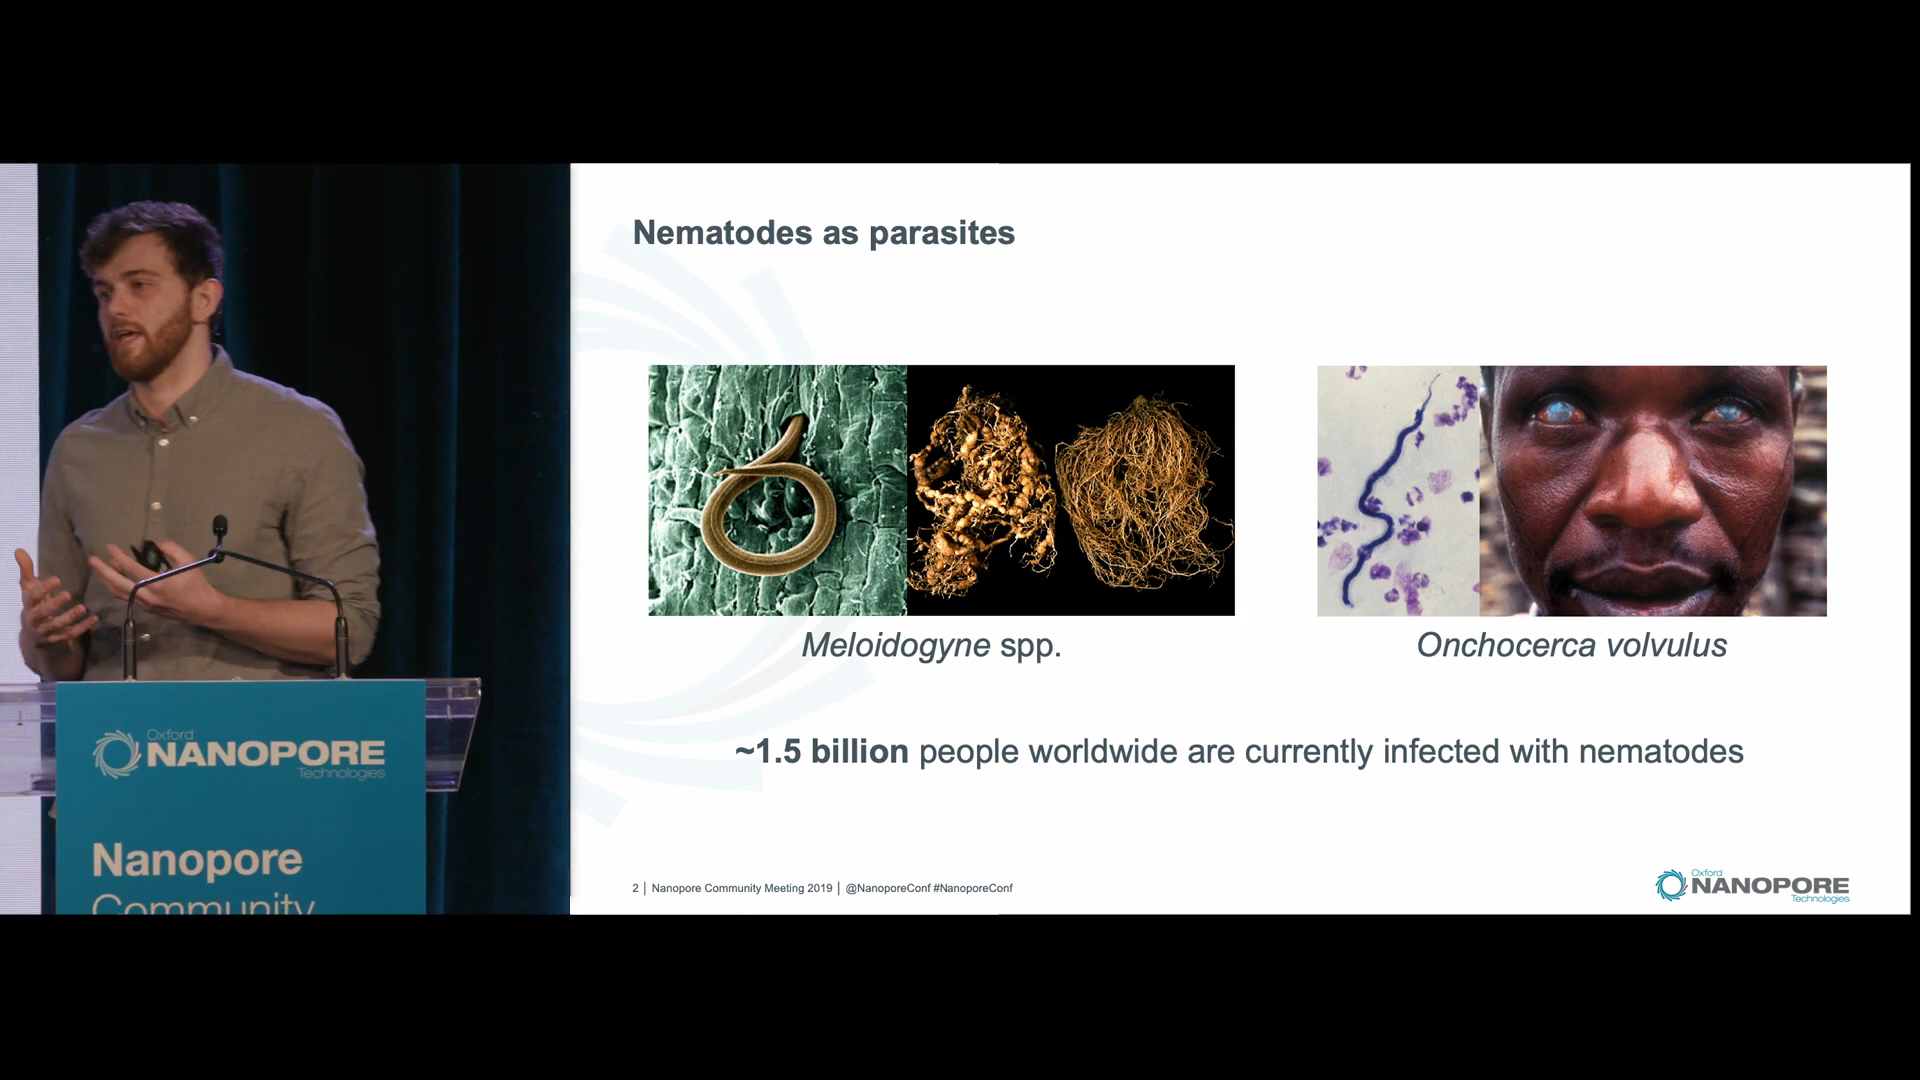 Nematodes as parasites
Meloidogyne spp.
Onchocerca volvulus
~1.5 billion people worldwide are currently infected with nematodes
2 | Nanopore Community Meeting 2019 | @NanoporeConf #NanoporeConf
Oxford
NANOPORE
Technologies
Oxford
NANOPORE
Technologies
Nanopore
Community